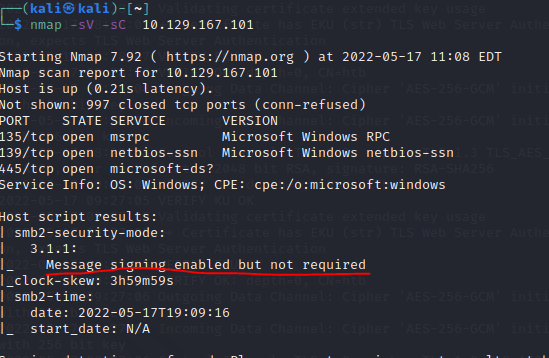 ┌──(kali㉿kali)-[~]
└─$ nmap -sV -sC 10.129.167.101
Starting Nmap 7.92 ( https://nmap.org ) at 2022-05-17 11:08 EDT
Nmap scan report for 10.129.167.101
Host is up (0.21s latency).
Not shown: 997 closed tcp ports (conn-refused)
PORT    STATE SERVICE       VERSION
135/tcp open  msrpc         Microsoft Windows RPC
139/tcp open  netbios-ssn   Microsoft Windows netbios-ssn
445/tcp open  microsoft-ds?
Service Info: OS: Windows; CPE: cpe:/o:microsoft:windows
Host script results:
| smb2-security-mode:
|   3.1.1:
|_    Message signing enabled but not required
|_clock-skew: 3h59m59s
| smb2-time:
|   date: 2022-05-17T19:09:16
|_  start_date: N/A